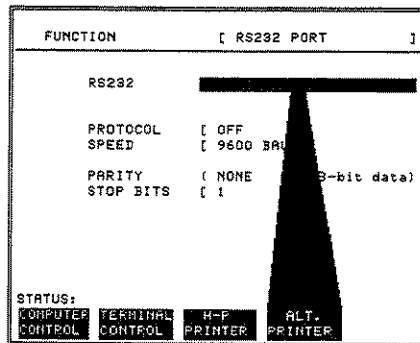 FUNCTION [ RS232 PORT ]
RS232
PROTOCOL [ OFF
SPEED [ 9600 BAU
PARITY ( NONE -bit data)
STOP BITS [ 1
STATUS:
COMPUTER TERMINAL H-P ALT.
CONTROL CONTROL PRINTER PRINTER